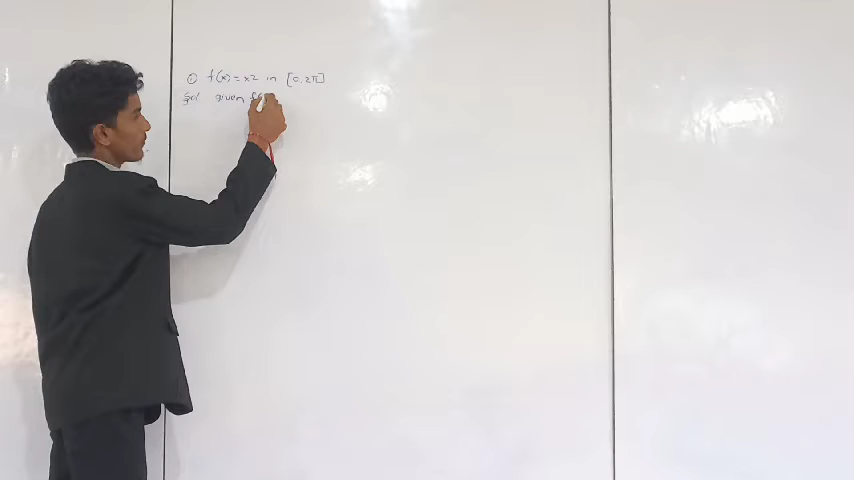 ① f(x) = x2 in [0, 2π]
Sol given f(